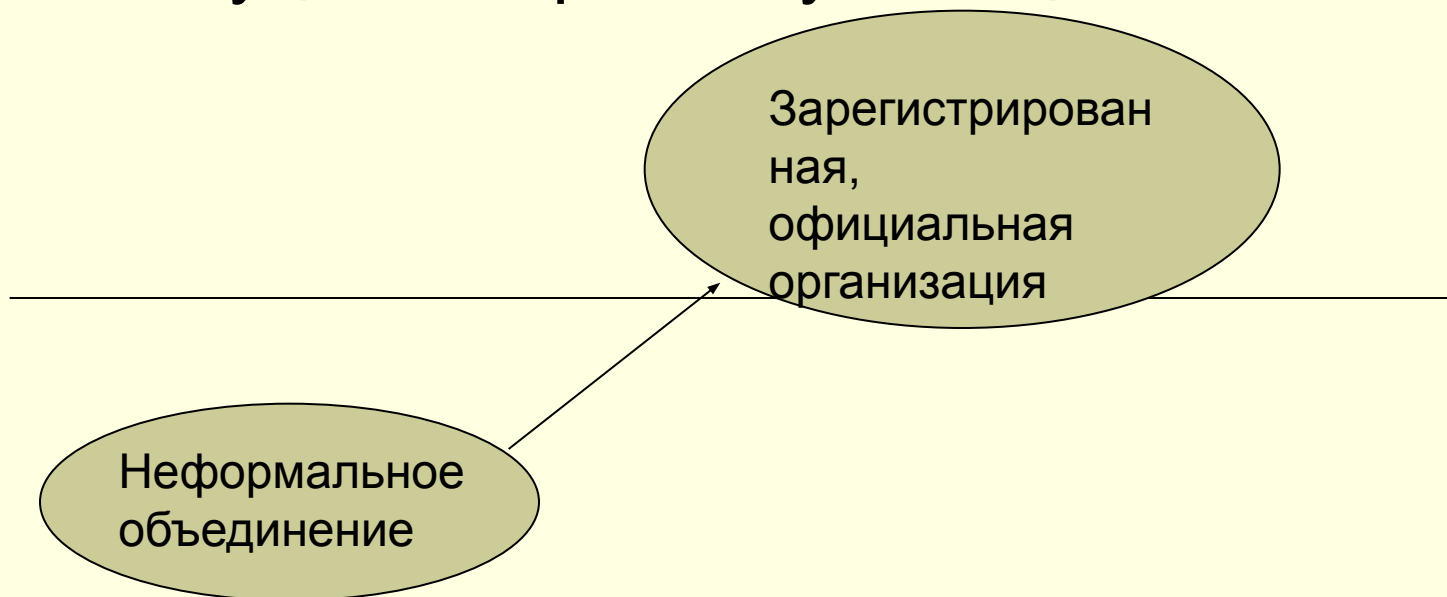 Зарегистрирован
ная,
официальная
организация
Неформальное
объединение